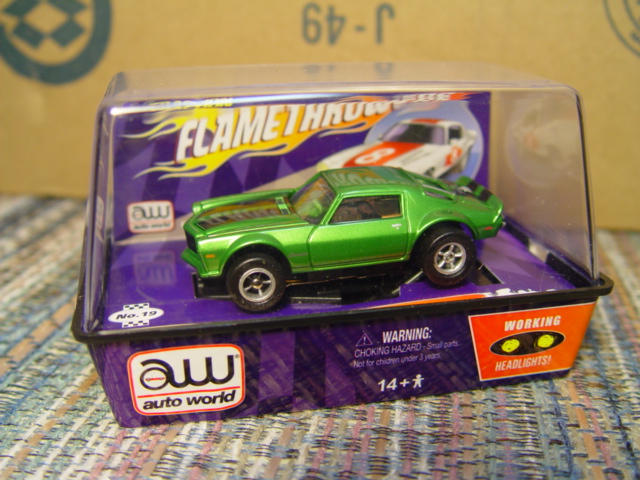 J-49
FLAMETHROW
6
aw
auto world
No. 19
WARNING:
CHOKING HAZARD - Small parts.
Not for children under 3 years.
14+
WORKING
HEADLIGHTS!
aw
auto world